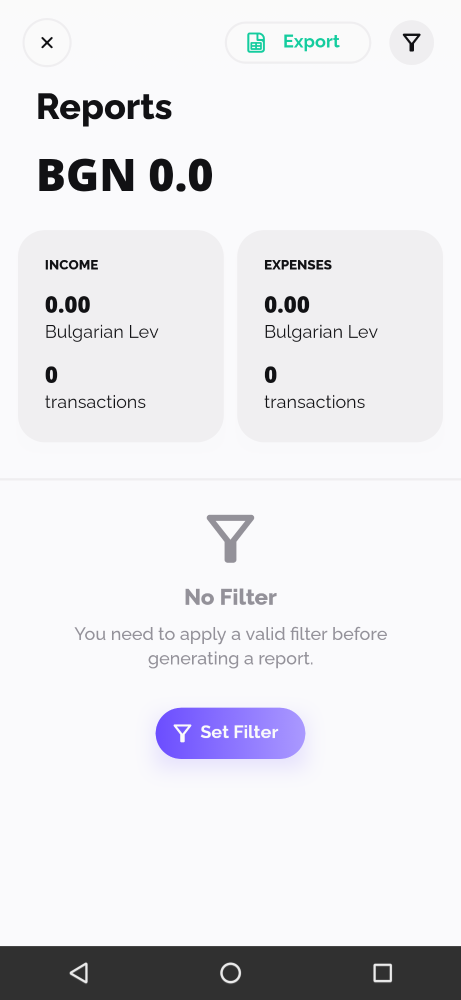 Export
Reports
BGN 0.0
INCOME
0.00
Bulgarian Lev
0
transactions
EXPENSES
0.00
Bulgarian Lev
0
transactions
No Filter
You need to apply a valid filter before
generating a report.
Set Filter